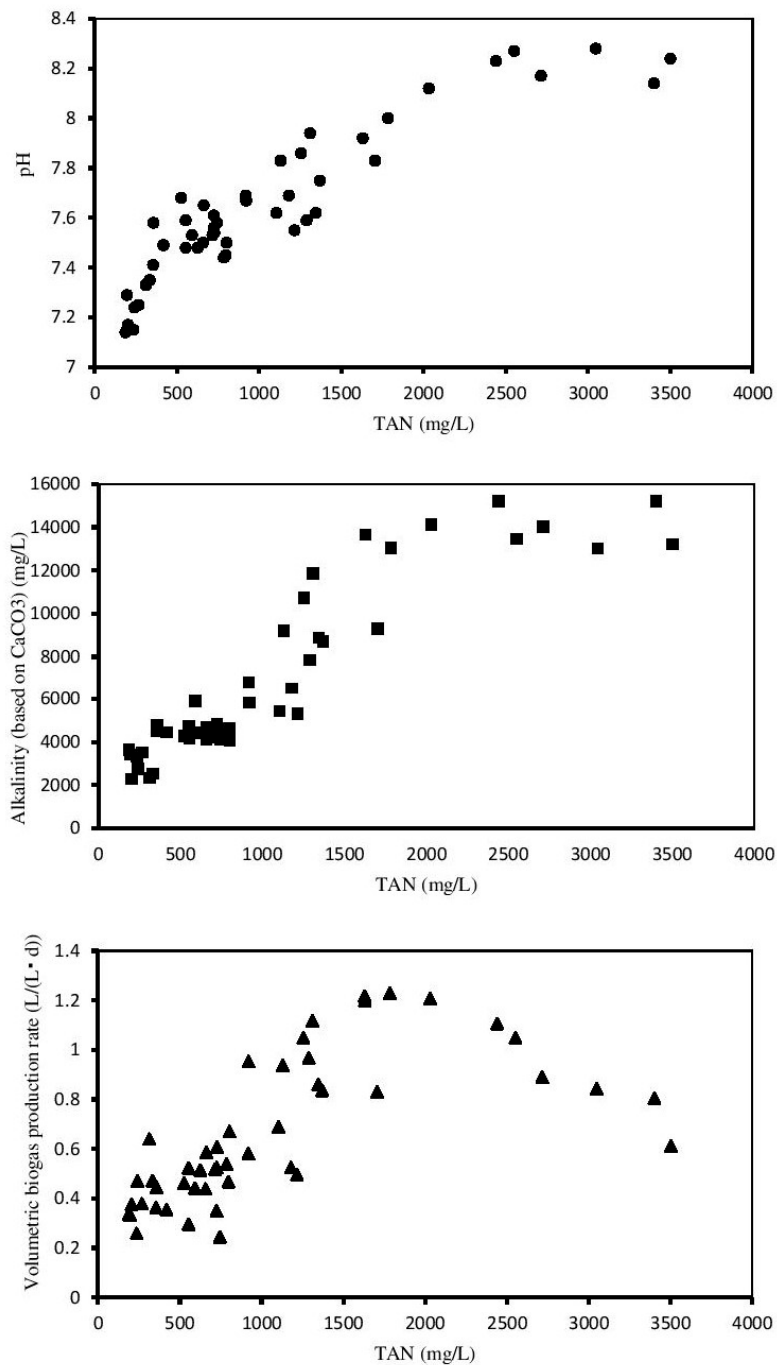 8.4
8.2
8
7.8
7.6
7.4
7.2
7
pH
0 500 1000 1500 2000 2500 3000 3500 4000
TAN (mg/L)
16000
14000
12000
10000
8000
6000
4000
2000
0
Alkalinity (based on CaCO3) (mg/L)
0 500 1000 1500 2000 2500 3000 3500 4000
TAN (mg/L)
1.4
1.2
1
0.8
0.6
0.4
0.2
0
Volumetric biogas production rate (L/(L• d))
0 500 1000 1500 2000 2500 3000 3500 4000
TAN (mg/L)